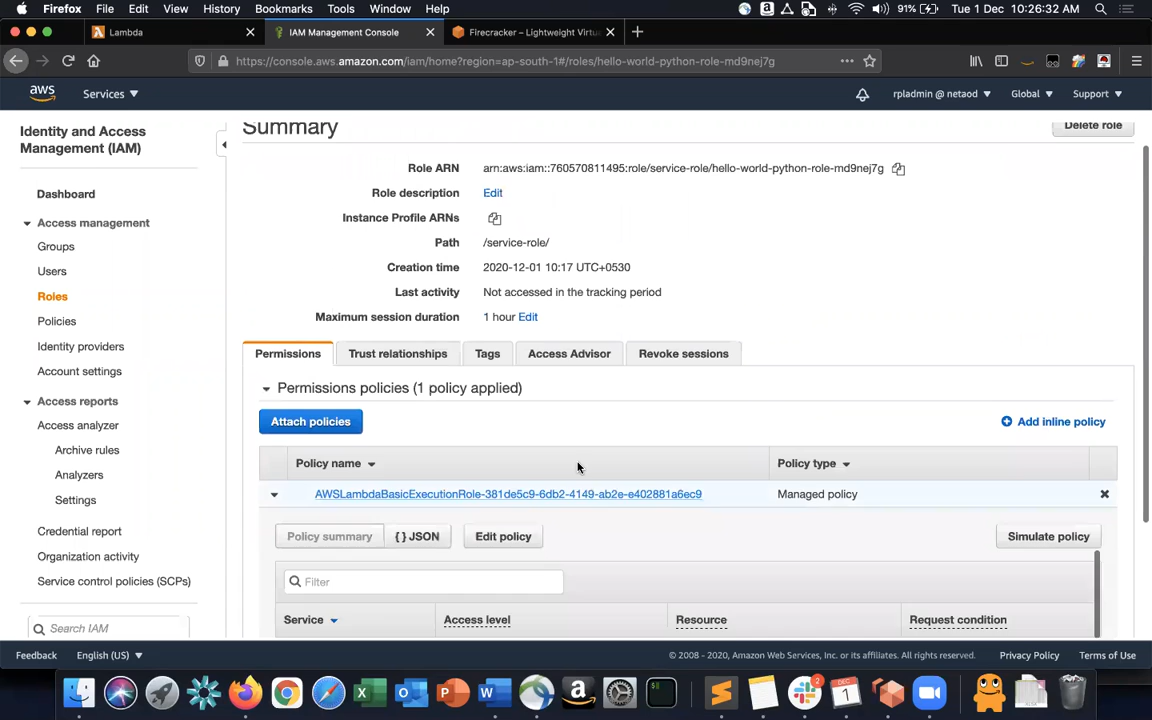 Firefox File Edit View History Bookmarks Tools Window Help 91% Tue 1 Dec 10:26:32 AM
Lambda IAM Management Console Firecracker – Lightweight Virtu
https://console.aws.amazon.com/iam/home?region=ap-south-1#/roles/hello-world-python-role-md9nej7g
aws Services rpladmin @ netaod Global Support
Identity and Access
Management (IAM)
Dashboard
Access management
Groups
Users
Roles
Policies
Identity providers
Account settings
Access reports
Access analyzer
Archive rules
Analyzers
Settings
Credential report
Organization activity
Service control policies (SCPs)
Search IAM
Summary
Delete role
Role ARN arn:aws:iam::760570811495:role/service-role/hello-world-python-role-md9nej7g
Role description Edit
Instance Profile ARNs
Path /service-role/
Creation time 2020-12-01 10:17 UTC+0530
Last activity Not accessed in the tracking period
Maximum session duration 1 hour Edit
Permissions Trust relationships Tags Access Advisor Revoke sessions
Permissions policies (1 policy applied)
Attach policies Add inline policy
Policy name Policy type
AWSLambdaBasicExecutionRole-381de5c9-6db2-4149-ab2e-e402881a6ec9 Managed policy
Policy summary { } JSON Edit policy Simulate policy
Filter
Service Access level Resource Request condition
Feedback English (US) © 2008 - 2020, Amazon Web Services, Inc. or its affiliates. All rights reserved. Privacy Policy Terms of Use